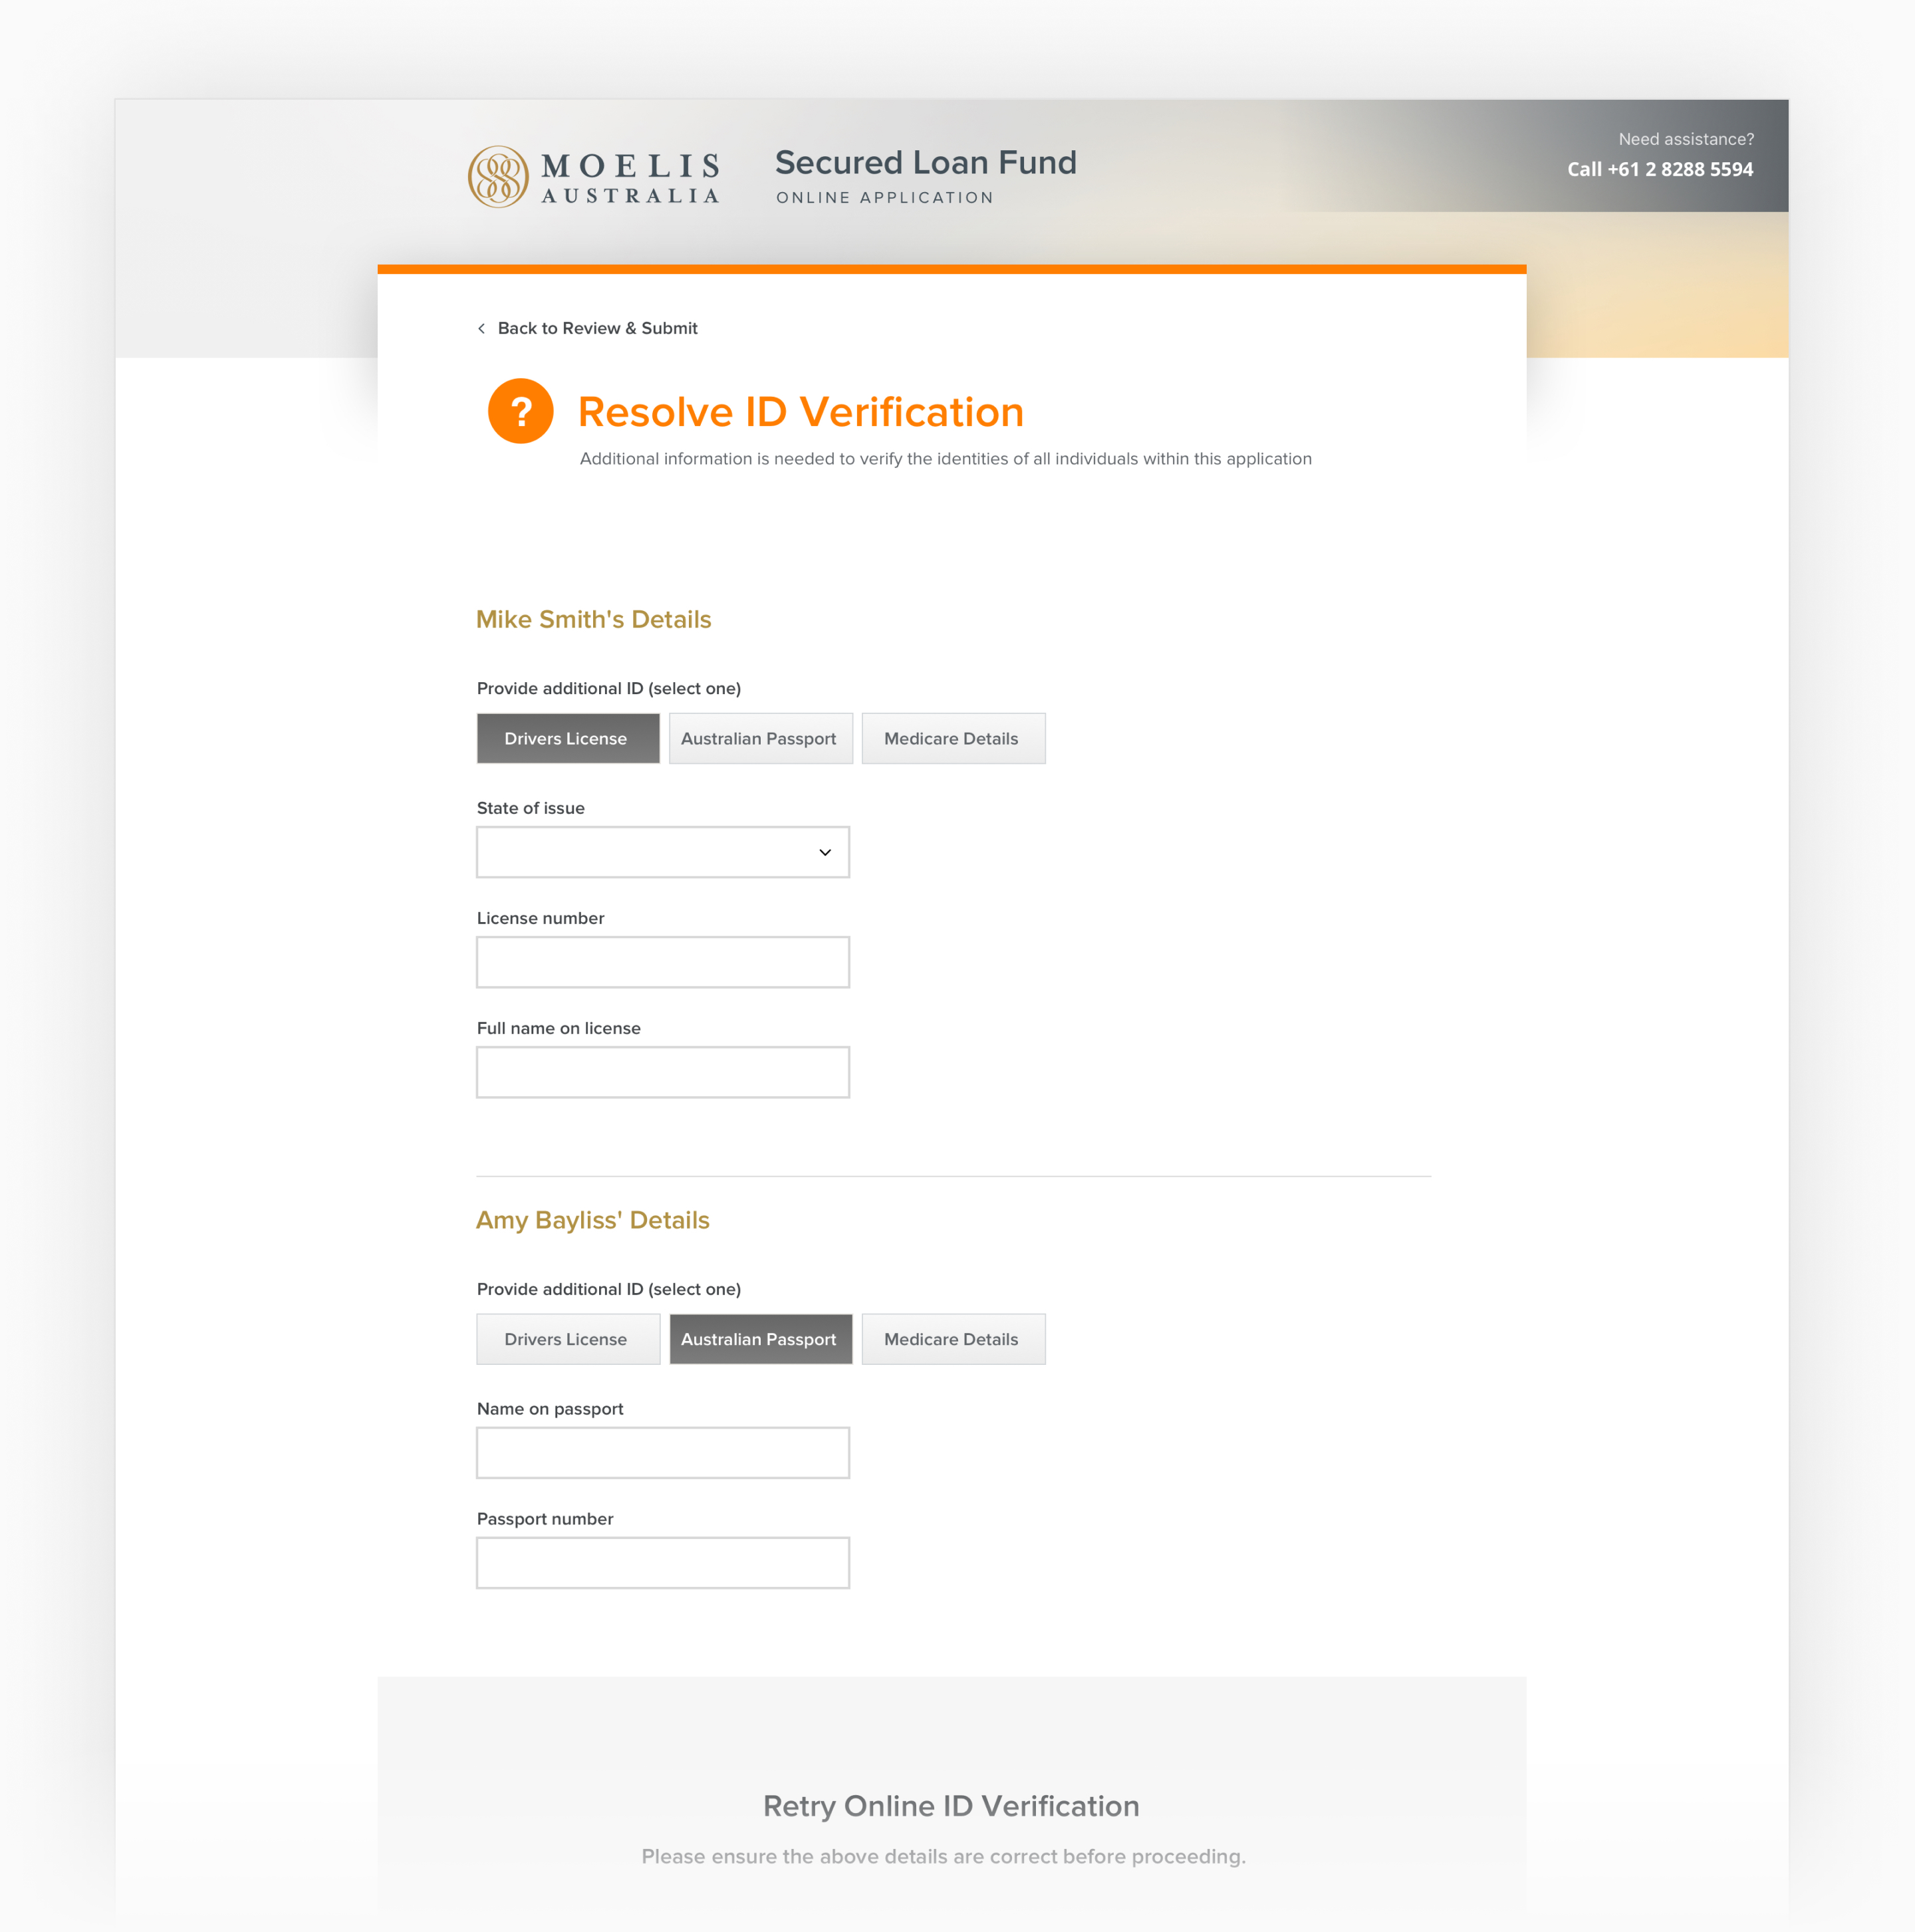 MOELIS
AUSTRALIA
Secured Loan Fund
ONLINE APPLICATION
Need assistance?
Call +61 2 8288 5594
Back to Review & Submit
?
Resolve ID Verification
Additional information is needed to verify the identities of all individuals within this application
Mike Smith's Details
Provide additional ID (select one)
Drivers License
Australian Passport
Medicare Details
State of issue
License number
Full name on license
Amy Bayliss' Details
Provide additional ID (select one)
Drivers License
Australian Passport
Medicare Details
Name on passport
Passport number
Retry Online ID Verification
Please ensure the above details are correct before proceeding.